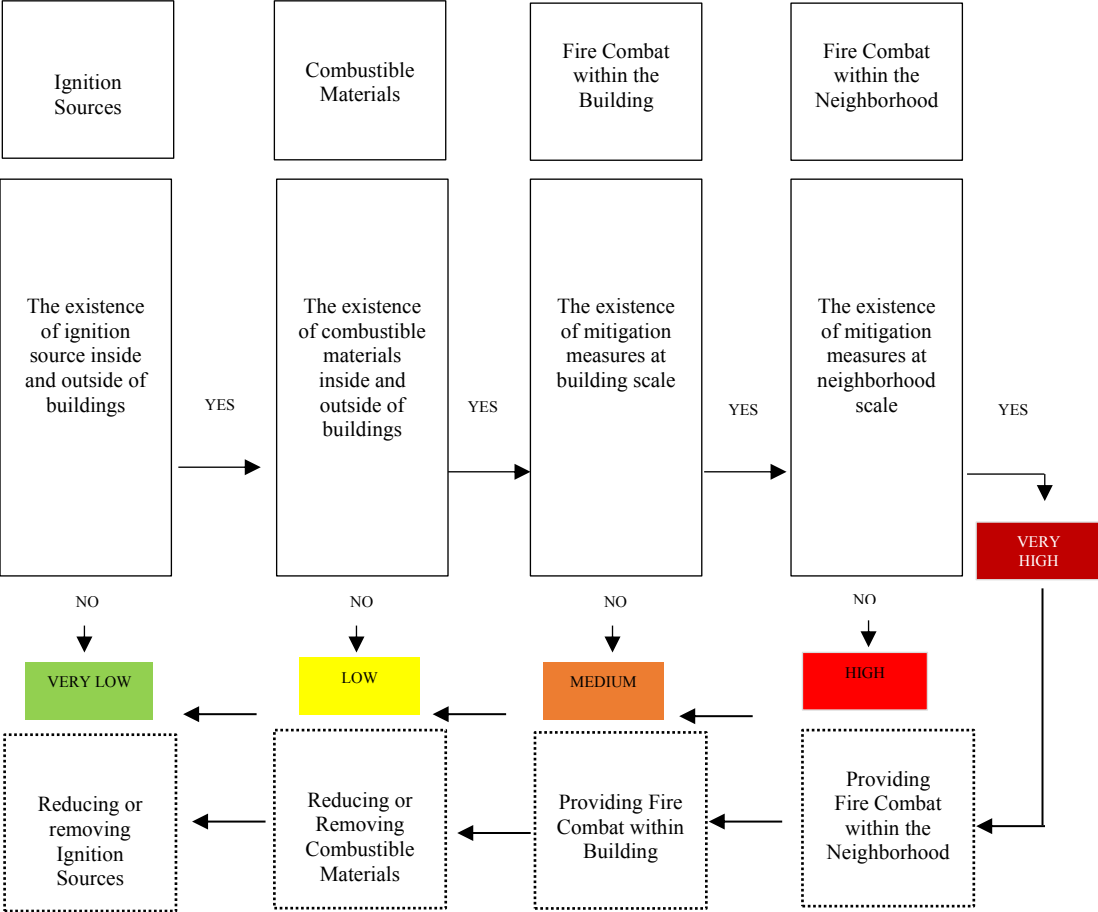 Ignition
Sources
Combustible
Materials
Fire Combat
within the
Building
Fire Combat
within the
Neighborhood
The existence
of ignition
source inside
and outside of
buildings
YES
The existence
of combustible
materials
inside and
outside of
buildings
YES
The existence
of mitigation
measures at
building scale
YES
The existence
of mitigation
measures at
neighborhood
scale
YES
VERY
HIGH
NO
NO
NO
NO
VERY LOW
LOW
MEDIUM
HIGH
Reducing or
removing
Ignition
Sources
Reducing or
Removing
Combustible
Materials
Providing Fire
Combat within
Building
Providing
Fire Combat
within the
Neighborhood